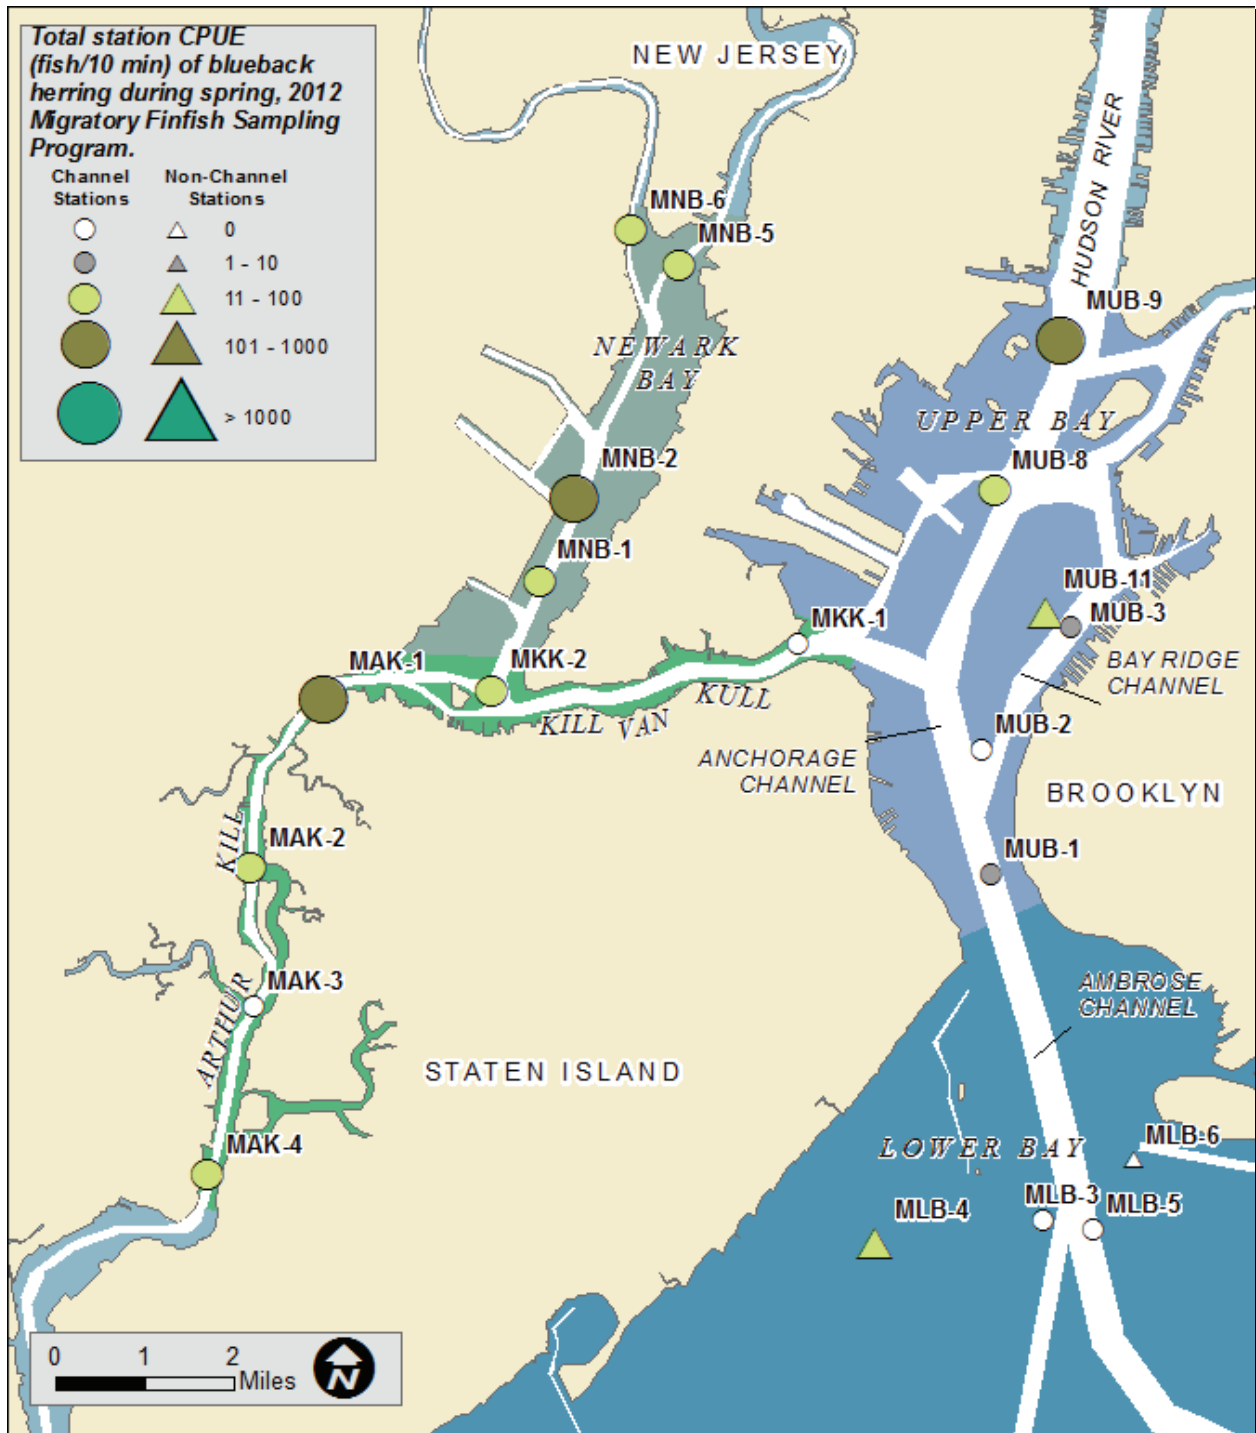 Total station CPUE
(fish/10 min) of blueback
herring during spring, 2012
Migratory Finfish Sampling
Program.
Channel Stations
Non-Channel Stations
0
1 - 10
11 - 100
101 - 1000
> 1000
NEW JERSEY
HUDSON RIVER
MNB-6
MNB-5
MUB-9
NEWARK
BAY
UPPER BAY
MNB-2
MUB-8
MNB-1
MUB-11
MUB-3
MKK-1
MAK-1
MKK-2
BAY RIDGE
CHANNEL
KILL VAN KULL
MUB-2
ANCHORAGE
CHANNEL
BROOKLYN
MAK-2
MUB-1
ARTHUR KILL
MAK-3
AMBROSE
CHANNEL
STATEN ISLAND
MAK-4
LOWER BAY
MLB-6
MLB-3
MLB-5
MLB-4
0 1 2
Miles
N